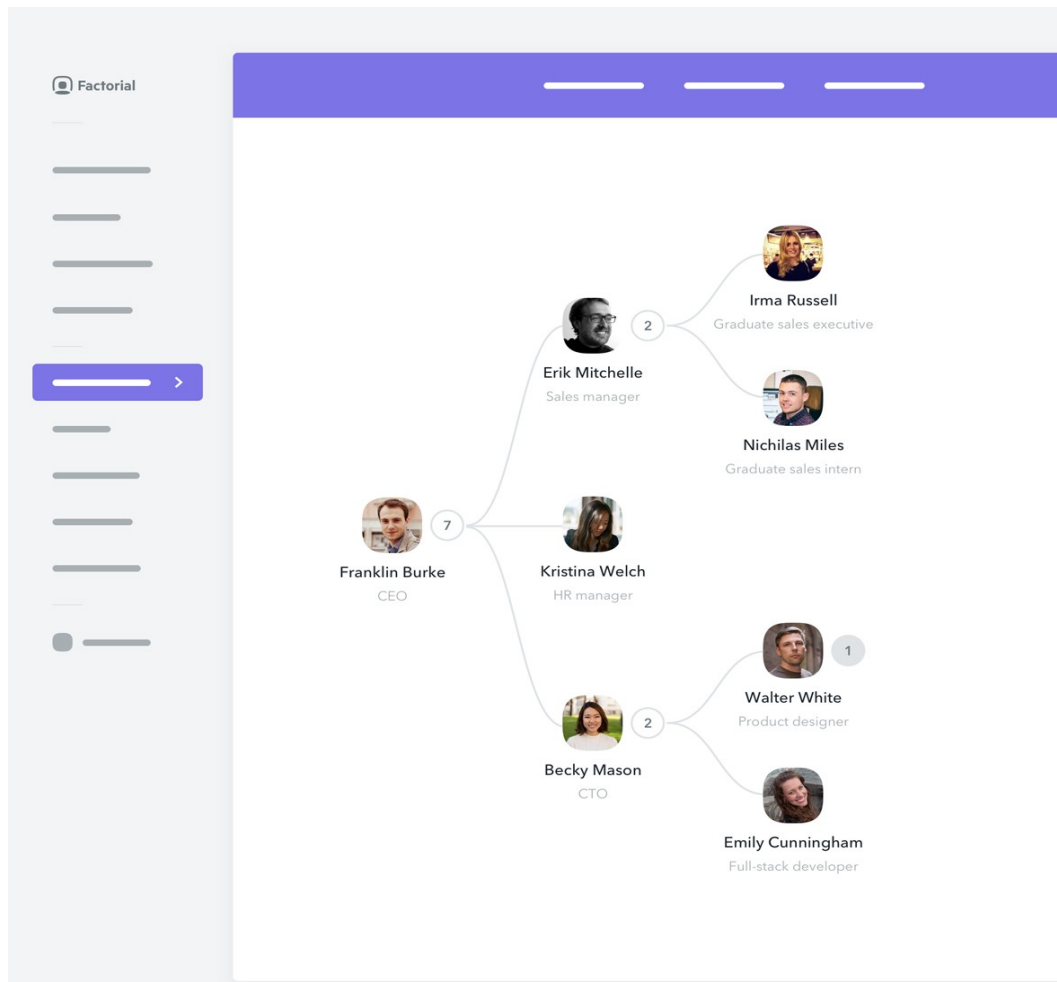 Factorial
Irma Russell
Graduate sales executive
2
Erik Mitchelle
Sales manager
Nichilas Miles
Graduate sales intern
7
Franklin Burke
CEO
Kristina Welch
HR manager
1
Walter White
Product designer
2
Becky Mason
CTO
Emily Cunningham
Full-stack developer